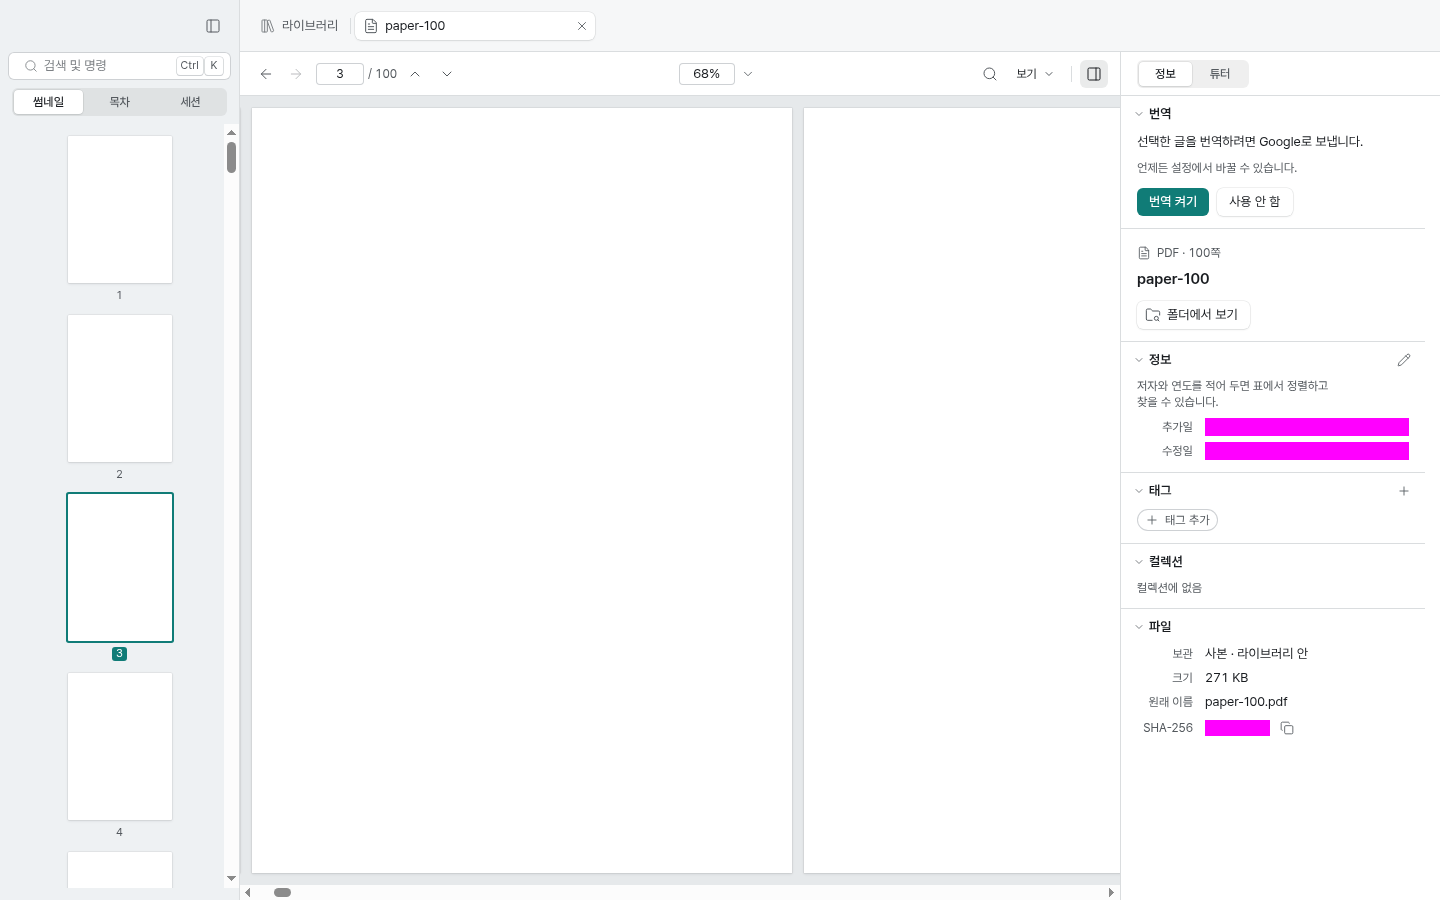 라이브러리
paper-100
검색 및 명령 Ctrl K
3 / 100
68%
보기
정보 튜터
썸네일 목차 세션
1
2
3
4
번역
선택한 글을 번역하려면 Google로 보냅니다.
언제든 설정에서 바꿀 수 있습니다.
번역 켜기 사용 안 함
PDF · 100쪽
paper-100
폴더에서 보기
정보
저자와 연도를 적어 두면 표에서 정렬하고
찾을 수 있습니다.
추가일
수정일
태그
태그 추가
컬렉션
컬렉션에 없음
파일
보관 사본 · 라이브러리 안
크기 271 KB
원래 이름 paper-100.pdf
SHA-256